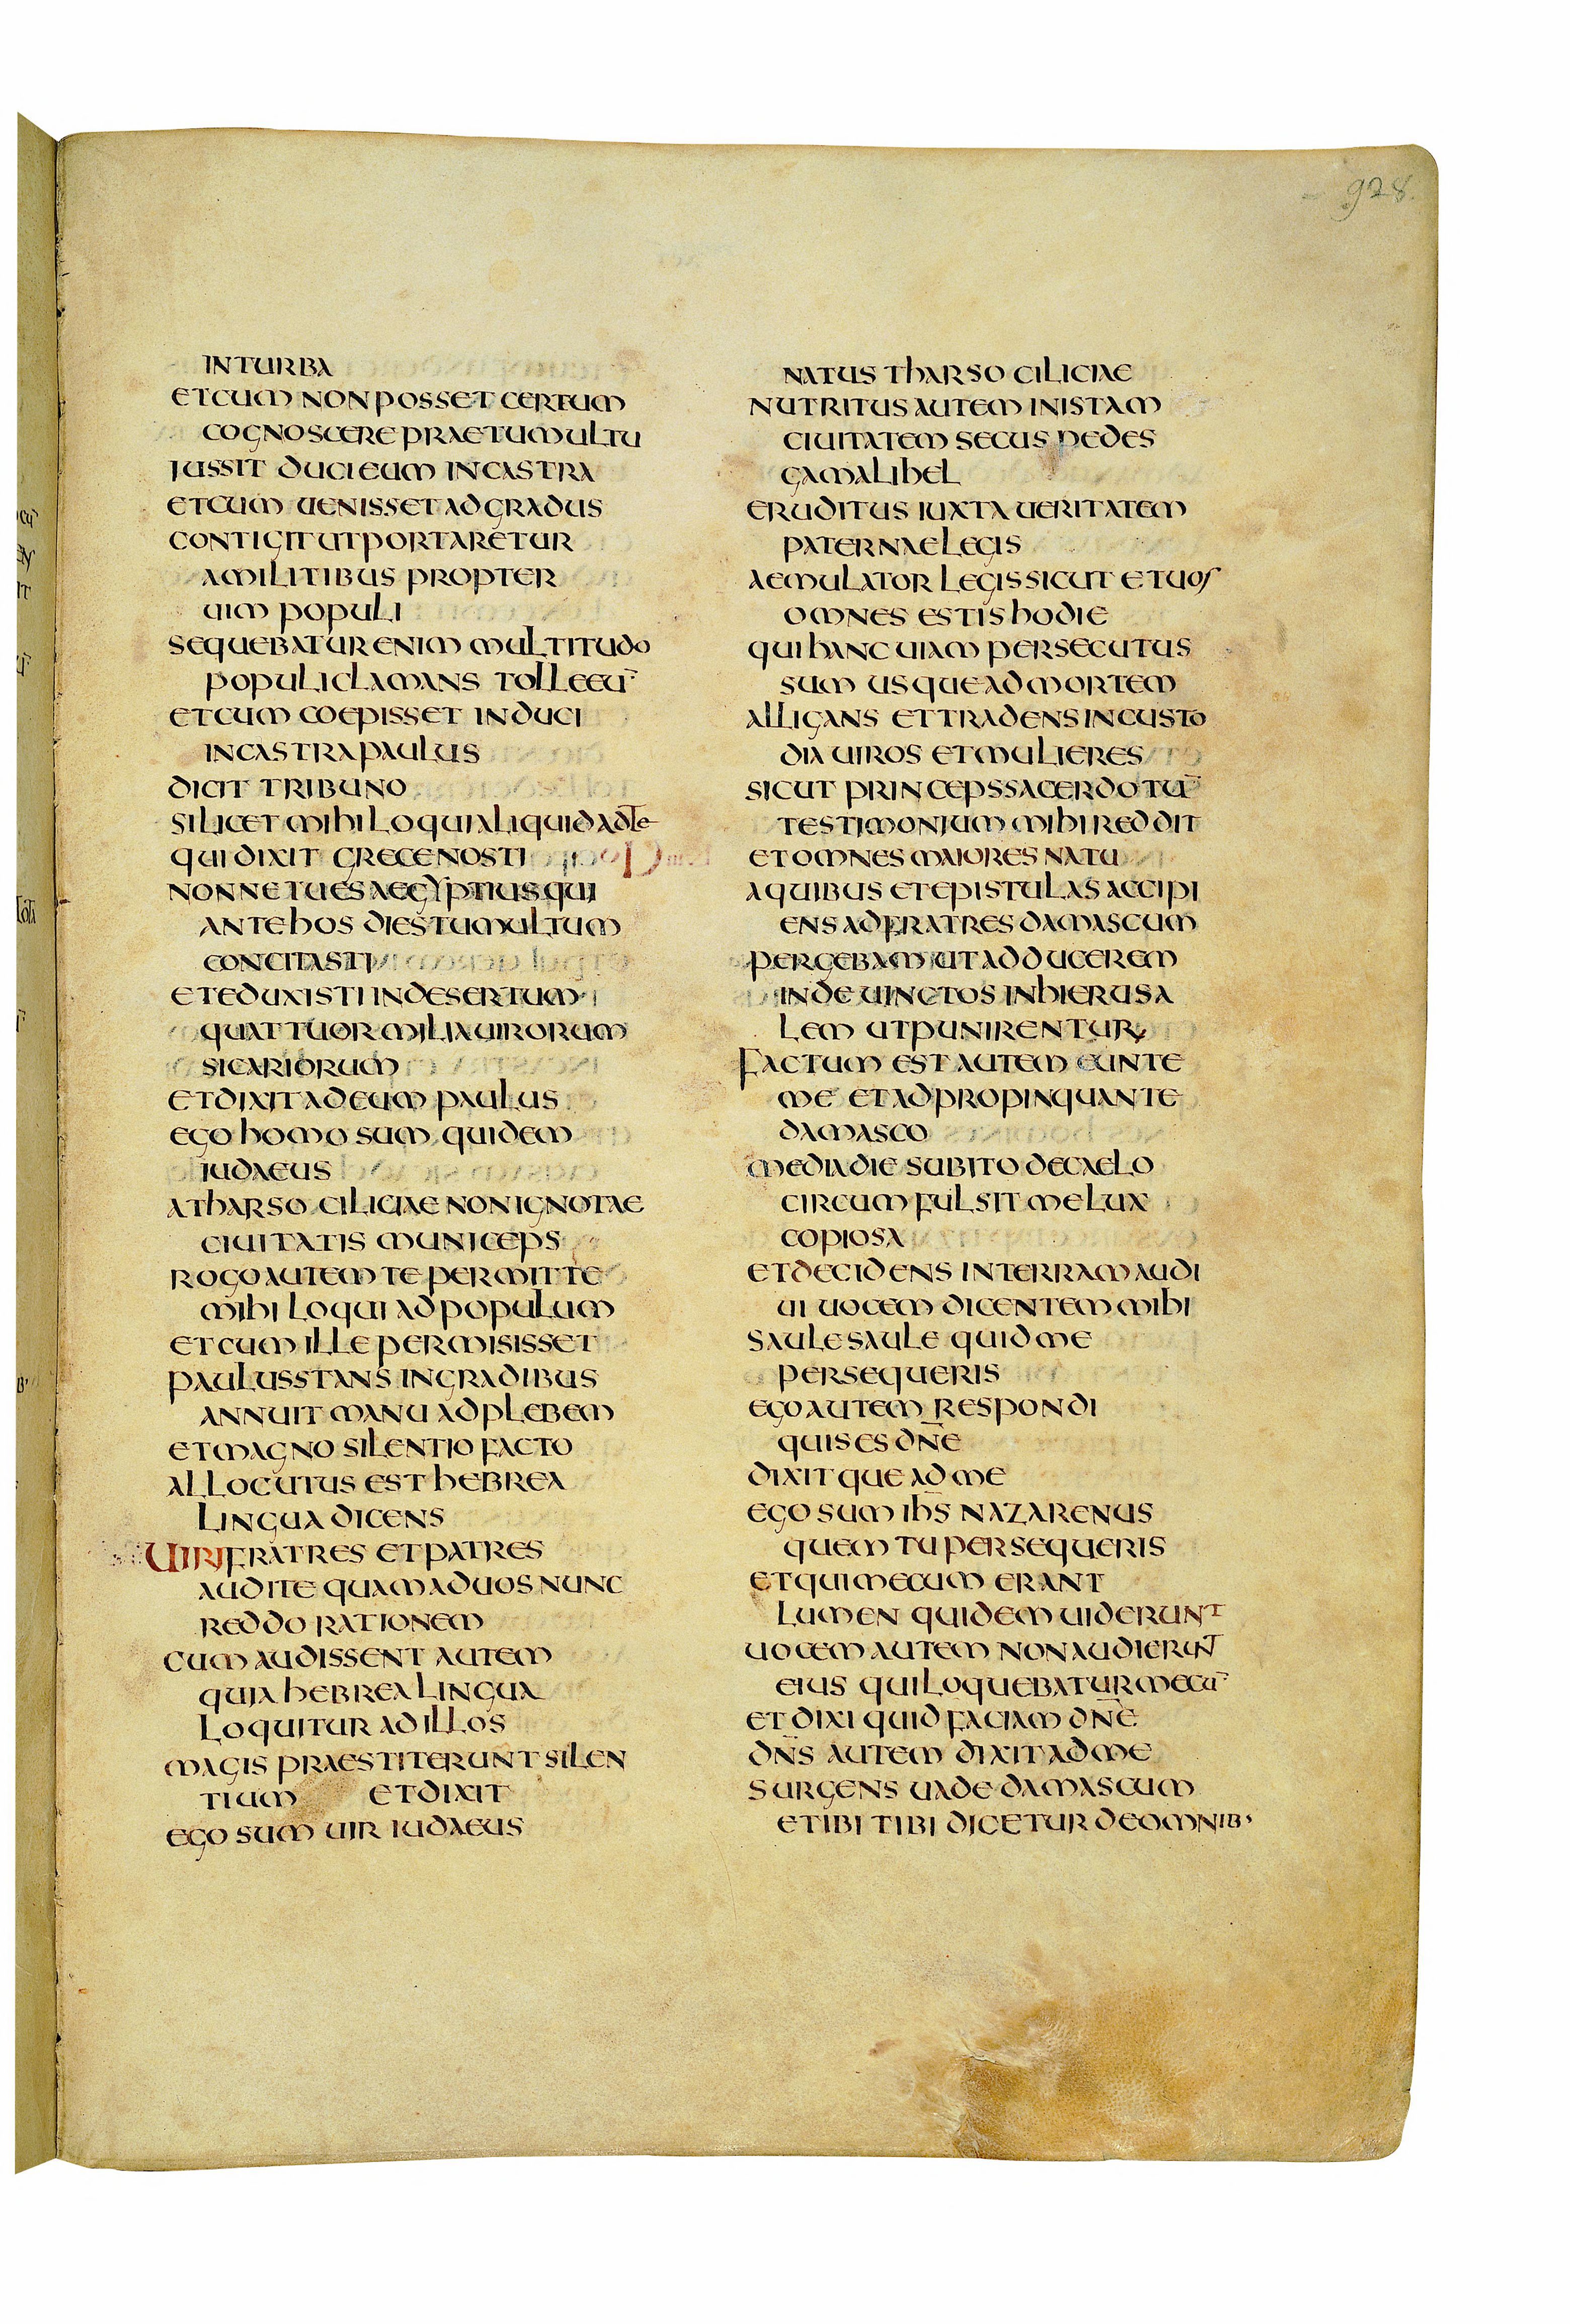 928.
IN TURBA
ET CUM NON POSSET CERTUM
COGNOSCERE PRAE TUMULTU
IUSSIT DUCI EUM IN CASTRA
ET CUM UENISSET AD GRADUS
CONTIGIT UT PORTARETUR
A MILITIBUS PROPTER
UIM POPULI
SEQUEBATUR ENIM MULTITUDO
POPULI CLAMANS TOLLE EŪ
ET CUM COEPISSET INDUCI
IN CASTRA PAULUS
DICIT TRIBUNO
SI LICET MIHI LOQUI ALIQUID AD TE
QUI DIXIT GRECE NOSTI
NONNE TU ES AEGYPTIUS QUI
ANTE HOS DIES TUMULTUM
CONCITASTI
ET EDUXISTI IN DESERTUM
QUATTUOR MILIA UIRORUM
SICARIORUM
ET DIXIT AD EUM PAULUS
EGO HOMO SUM QUIDEM
IUDAEUS
A THARSO CILICIAE NON IGNOTAE
CIUITATIS MUNICEPS
ROGO AUTEM TE PERMITTE
MIHI LOQUI AD POPULUM
ET CUM ILLE PERMISISSET
PAULUS STANS IN GRADIBUS
ANNUIT MANU AD PLEBEM
ET MAGNO SILENTIO FACTO
ALLOCUTUS EST HEBREA
LINGUA DICENS
UIRI FRATRES ET PATRES
AUDITE QUAM AD UOS NUNC
REDDO RATIONEM
CUM AUDISSENT AUTEM
QUIA HEBREA LINGUA
LOQUITUR AD ILLOS
MAGIS PRAESTITERUNT SILEN
TIUM ET DIXIT
EGO SUM UIR IUDAEUS
NATUS THARSO CILICIAE
NUTRITUS AUTEM IN ISTAM
CIUITATEM SECUS PEDES
GAMALIHEL
ERUDITUS IUXTA UERITATEM
PATERNAE LEGIS
AEMULATOR LEGIS SICUT ET UOS
OMNES ESTIS HODIE
QUI HANC UIAM PERSECUTUS
SUM USQUE AD MORTEM
ALLIGANS ET TRADENS IN CUSTO
DIA UIROS ET MULIERES
SICUT PRINCEPS SACERDOTŪ
TESTIMONIUM MIHI REDDIT
ET OMNES MAIORES NATU
A QUIBUS ET EPISTULAS ACCIPI
ENS AD FRATRES DAMASCUM
PERGEBAM UT ADDUCEREM
INDE UINCTOS IN HIERUSA
LEM UT PUNIRENTUR
FACTUM EST AUTEM EUNTE
ME ET ADPROPINQUANTE
DAMASCO
MEDIA DIE SUBITO DE CAELO
CIRCUMFULSIT ME LUX
COPIOSA
ET DECIDENS IN TERRAM AUDI
UI UOCEM DICENTEM MIHI
SAULE SAULE QUID ME
PERSEQUERIS
EGO AUTEM RESPONDI
QUIS ES DN̄E
DIXITQUE AD ME
EGO SUM IH̄S NAZARENUS
QUEM TU PERSEQUERIS
ET QUI MECUM ERANT
LUMEN QUIDEM UIDERUNT
UOCEM AUTEM NON AUDIERUNT
EIUS QUI LOQUEBATUR MECŪ
ET DIXI QUID FACIAM DN̄E
DN̄S AUTEM DIXIT AD ME
SURGENS UADE DAMASCUM
ET IBI TIBI DICETUR DE OMNIB'